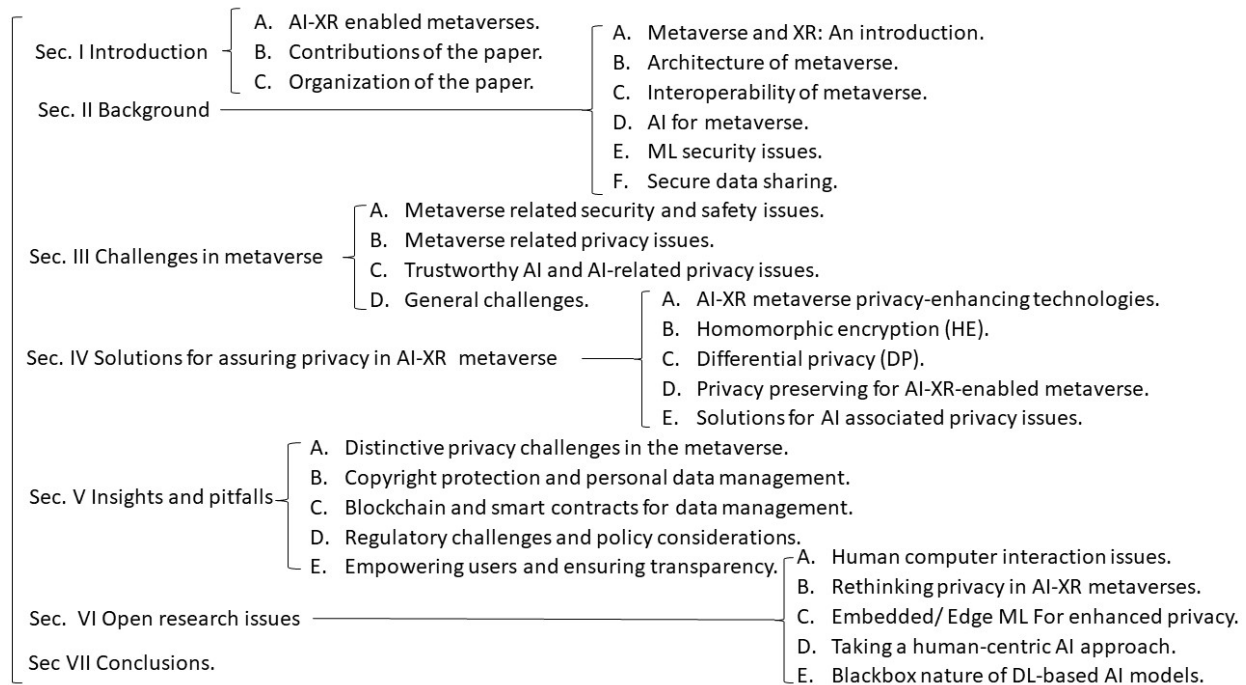 Sec. I Introduction
A. AI-XR enabled metaverses.
B. Contributions of the paper.
C. Organization of the paper.
Sec. II Background
A. Metaverse and XR: An introduction.
B. Architecture of metaverse.
C. Interoperability of metaverse.
D. AI for metaverse.
E. ML security issues.
F. Secure data sharing.
Sec. III Challenges in metaverse
A. Metaverse related security and safety issues.
B. Metaverse related privacy issues.
C. Trustworthy AI and AI-related privacy issues.
D. General challenges.
Sec. IV Solutions for assuring privacy in AI-XR metaverse
A. AI-XR metaverse privacy-enhancing technologies.
B. Homomorphic encryption (HE).
C. Differential privacy (DP).
D. Privacy preserving for AI-XR-enabled metaverse.
E. Solutions for AI associated privacy issues.
Sec. V Insights and pitfalls
A. Distinctive privacy challenges in the metaverse.
B. Copyright protection and personal data management.
C. Blockchain and smart contracts for data management.
D. Regulatory challenges and policy considerations.
E. Empowering users and ensuring transparency.
Sec. VI Open research issues
A. Human computer interaction issues.
B. Rethinking privacy in AI-XR metaverses.
C. Embedded/ Edge ML For enhanced privacy.
D. Taking a human-centric AI approach.
E. Blackbox nature of DL-based AI models.
Sec VII Conclusions.